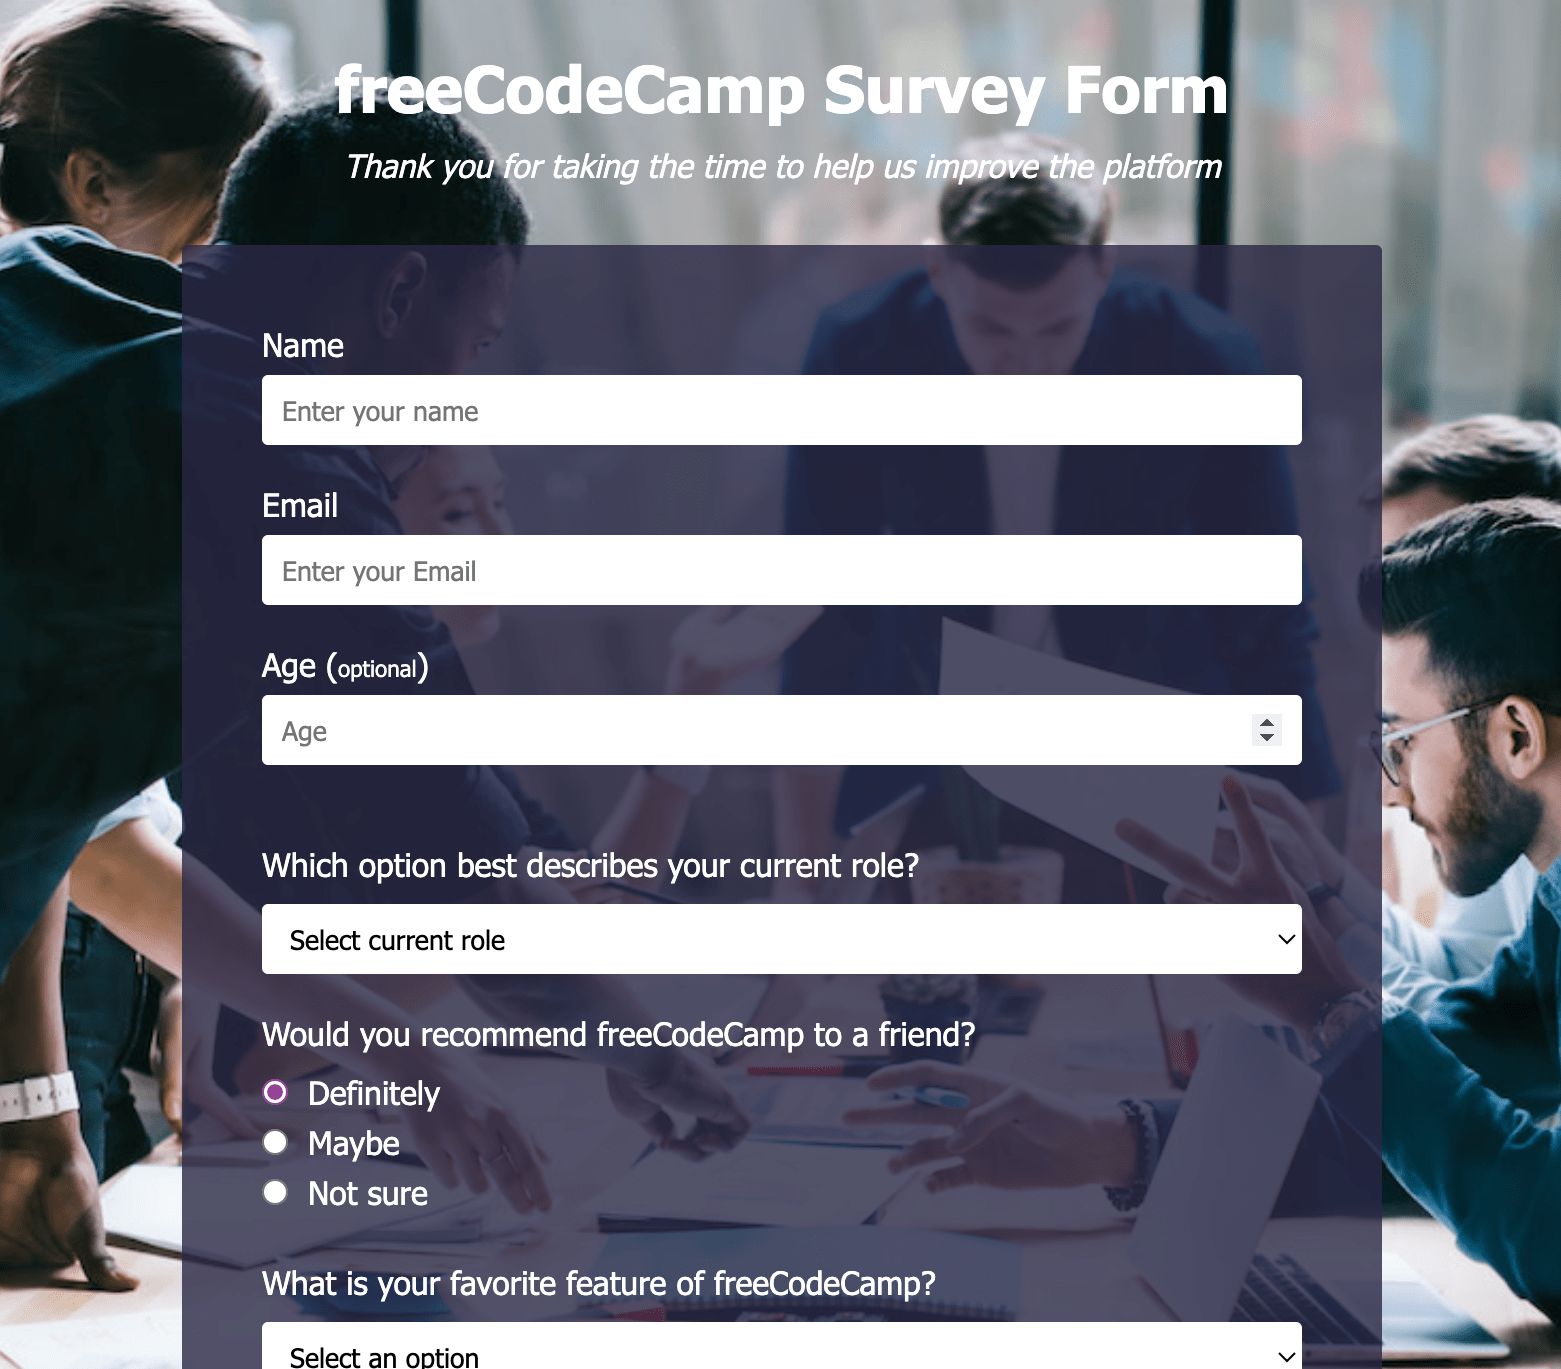 freeCodeCamp Survey Form
Thank you for taking the time to help us improve the platform
Name
Enter your name
Email
Enter your Email
Age (optional)
Age
Which option best describes your current role?
Select current role
Would you recommend freeCodeCamp to a friend?
Definitely
Maybe
Not sure
What is your favorite feature of freeCodeCamp?
Select an option